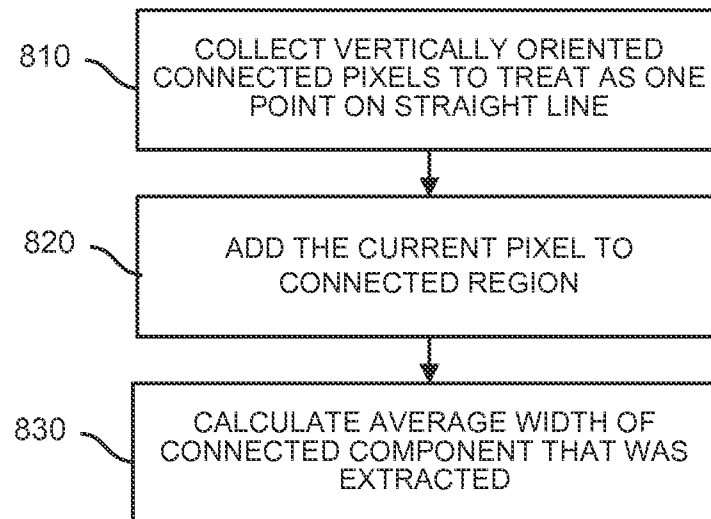 810
COLLECT VERTICALLY ORIENTED
CONNECTED PIXELS TO TREAT AS ONE
POINT ON STRAIGHT LINE
820
ADD THE CURRENT PIXEL TO
CONNECTED REGION
830
CALCULATE AVERAGE WIDTH OF
CONNECTED COMPONENT THAT WAS
EXTRACTED